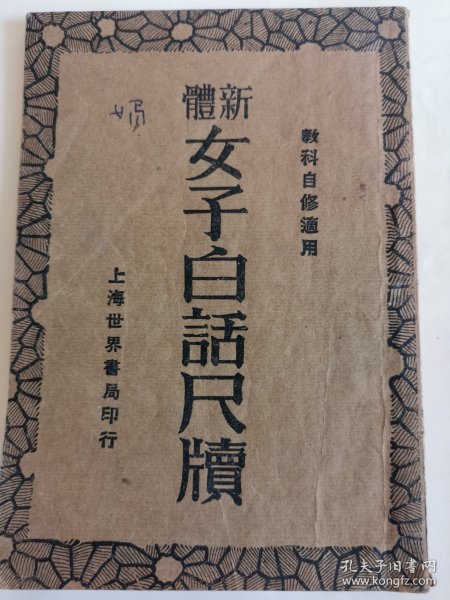 教科自修適用
新體
女子白話尺牘
上海世界書局印行
孔夫子旧书网
www.kongfz.com